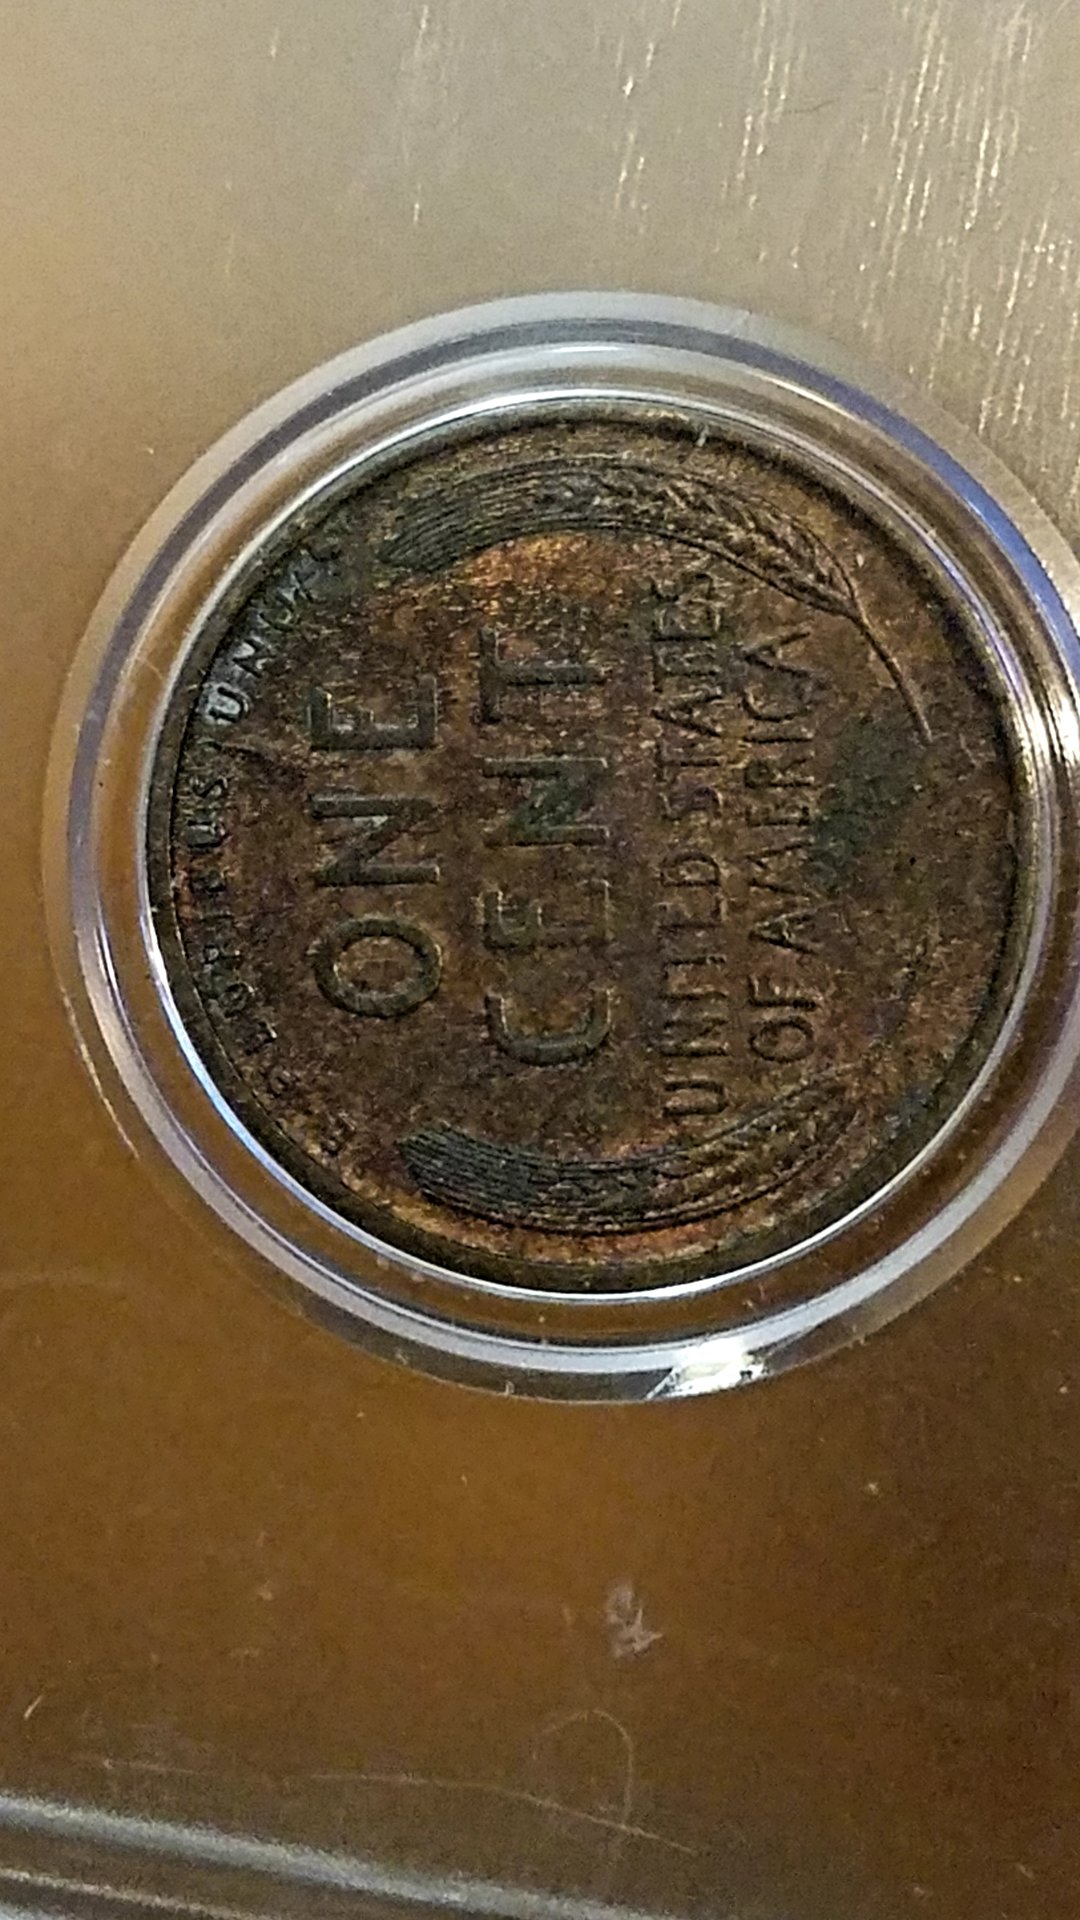 E PLURIBUS UNUM
ONE
CENT
UNITED STATES
OF AMERICA